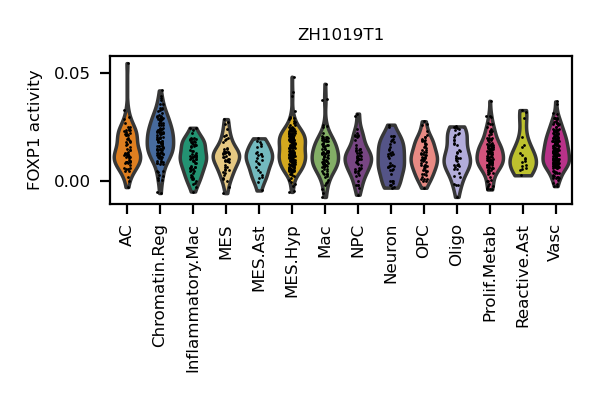 ZH1019T1
FOXP1 activity
0.05
0.00
AC
Chromatin.Reg
Inflammatory.Mac
MES
MES.Ast
MES.Hyp
Mac
NPC
Neuron
OPC
Oligo
Prolif.Metab
Reactive.Ast
Vasc